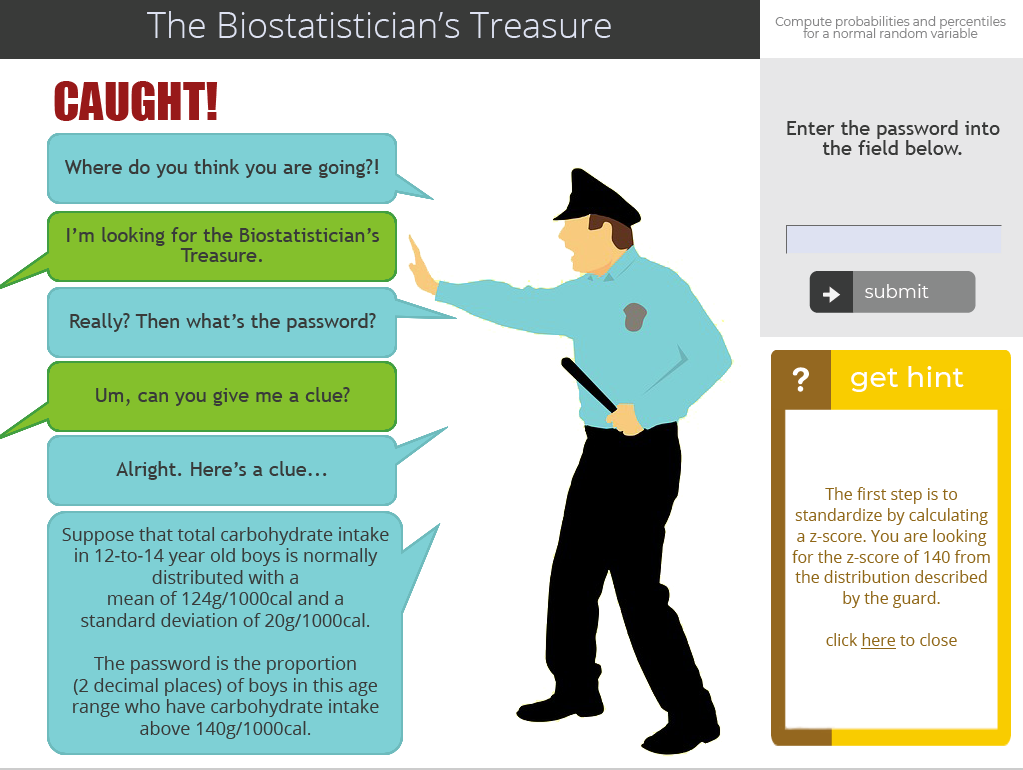 The Biostatistician's Treasure
Compute probabilities and percentiles
for a normal random variable
CAUGHT!
Where do you think you are going?!
I'm looking for the Biostatistician's
Treasure.
Really? Then what's the password?
Um, can you give me a clue?
Alright. Here's a clue...
Suppose that total carbohydrate intake
in 12-to-14 year old boys is normally
distributed with a
mean of 124g/1000cal and a
standard deviation of 20g/1000cal.
The password is the proportion
(2 decimal places) of boys in this age
range who have carbohydrate intake
above 140g/1000cal.
Enter the password into
the field below.
submit
? get hint
The first step is to
standardize by calculating
a z-score. You are looking
for the z-score of 140 from
the distribution described
by the guard.
click here to close